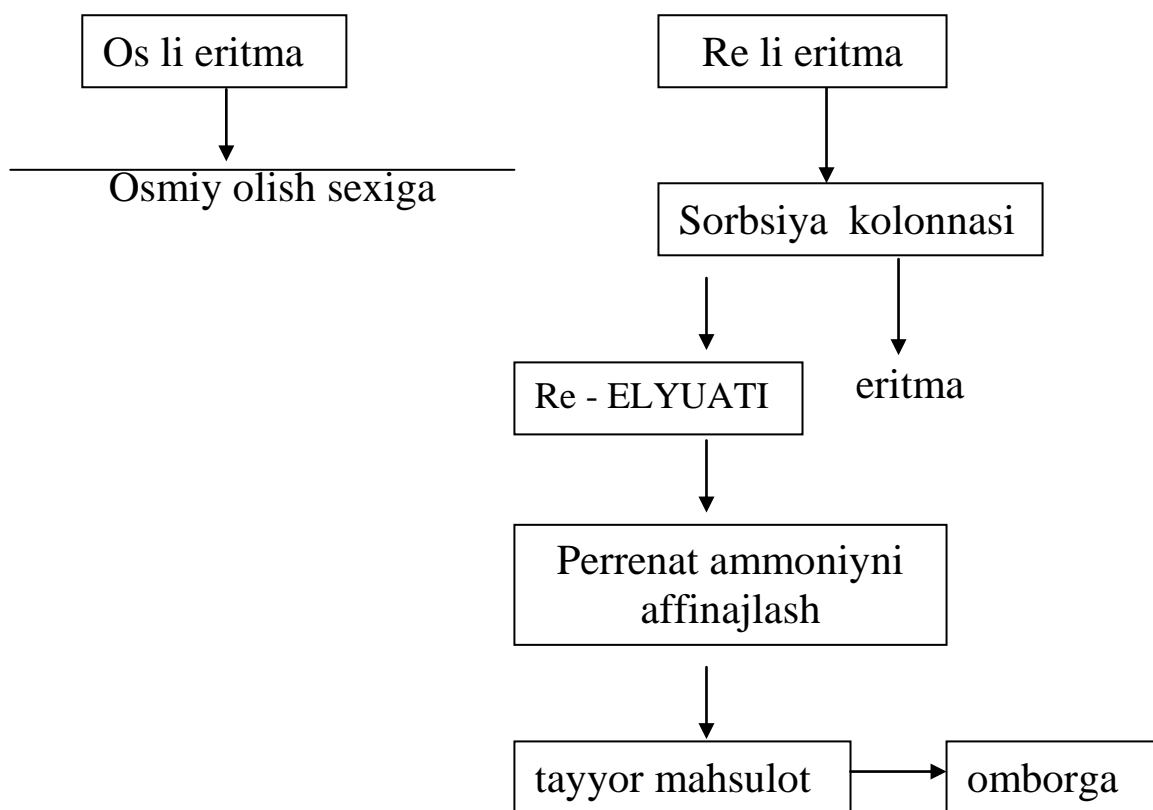 Os li eritma
Re li eritma
Osmiy olish sexiga
Sorbsiya kolonnasi
Re - ELYUATI
eritma
Perrenat ammoniyni
affinajlash
tayyor mahsulot
omborga